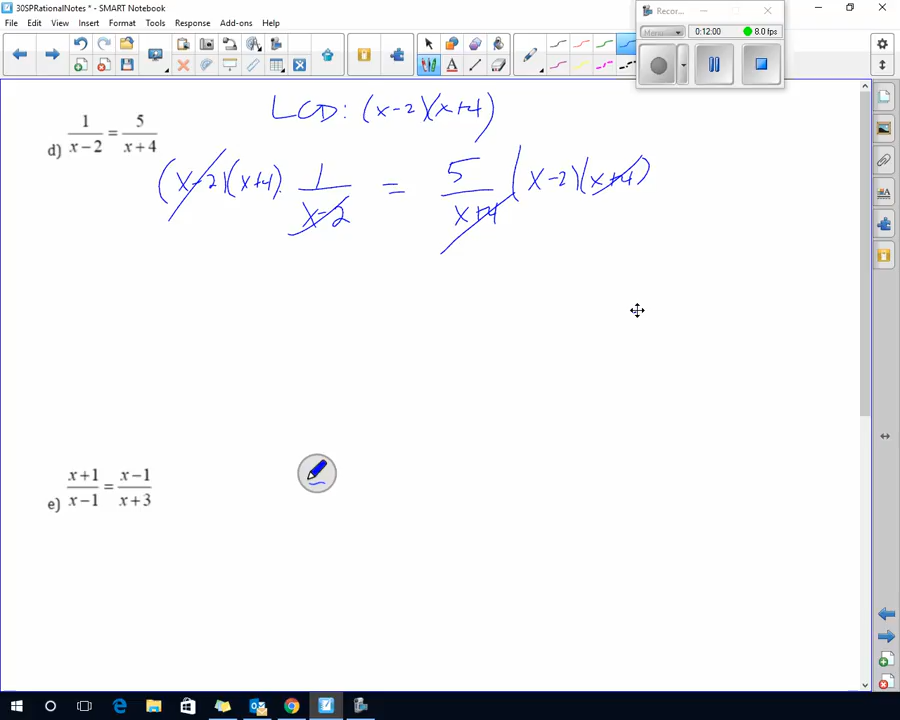 30SPRationalNotes * - SMART Notebook
Recor...
File Edit View Insert Format Tools Response Add-ons Help
Menu 0:12:00 8.0 fps
LCD: (x-2)(x+4)
d) 1/(x−2) = 5/(x+4)
(x-2)(x+4) · 1/(x-2) = 5/(x+4) (x-2)(x+4)
e) (x+1)/(x−1) = (x−1)/(x+3)